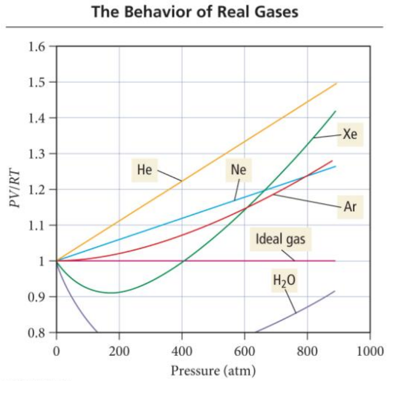 The Behavior of Real Gases
1.6
1.5
1.4
1.3
1.2
1.1
1
0.9
0.8
PV/RT
He
Ne
Xe
Ar
Ideal gas
H₂O
0 200 400 600 800 1000
Pressure (atm)